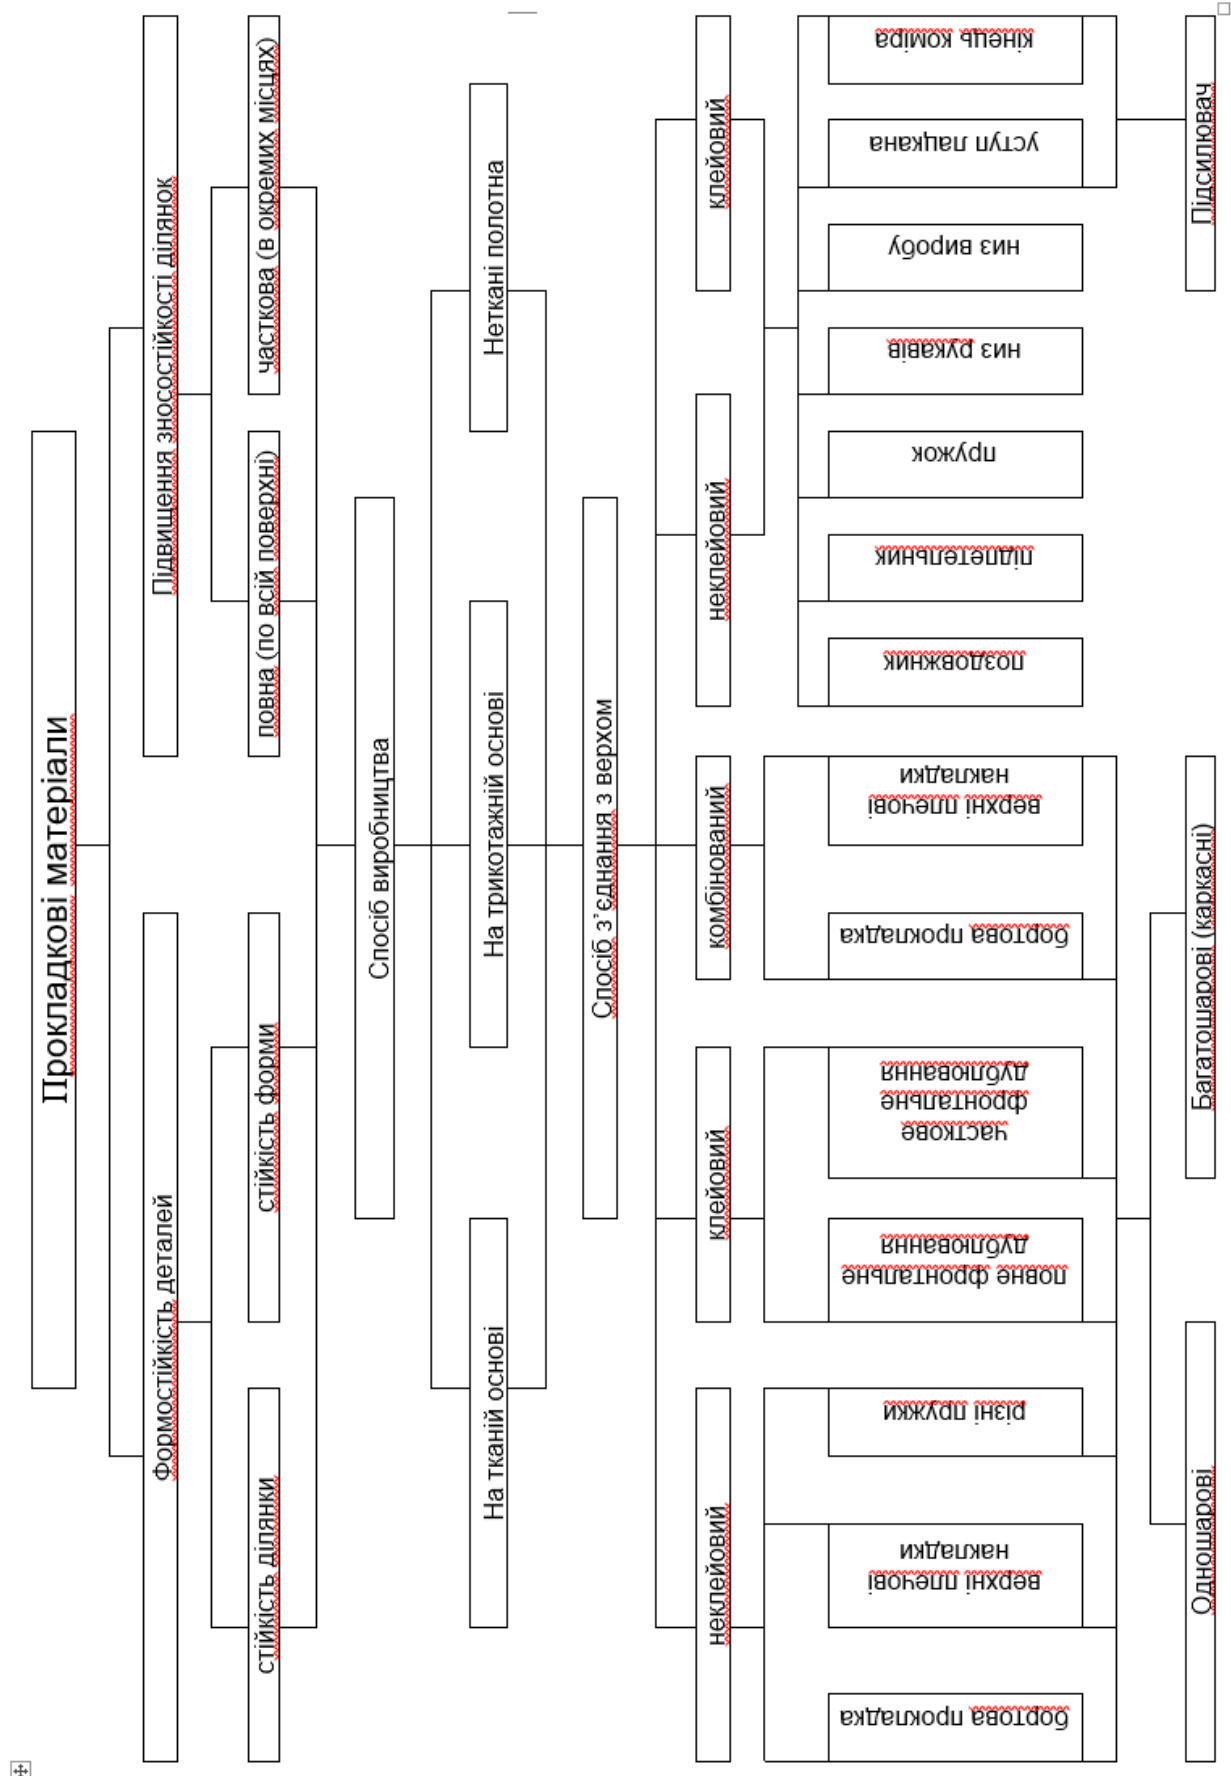 Прокладкові матеріали
Формостійкість деталей
Підвищення зносостійкості ділянок
стійкість ділянки
стійкість форми
повна (по всій поверхні)
часткова (в окремих місцях)
Спосіб виробництва
На тканій основі
На трикотажній основі
Неткані полотна
Спосіб з’єднання з верхом
неклейовий
клейовий
комбінований
неклейовий
клейовий
бортова прокладка
верхні плечові
накладки
різні пружки
повне фронтальне
дублювання
часткове
фронтальне
дублювання
бортова прокладка
верхні плечові
накладки
поздовжник
підпетельник
пружок
низ рукавів
низ виробу
уступ лацкана
кінець коміра
Одношарові
Багатошарові (каркасні)
Підсилювач